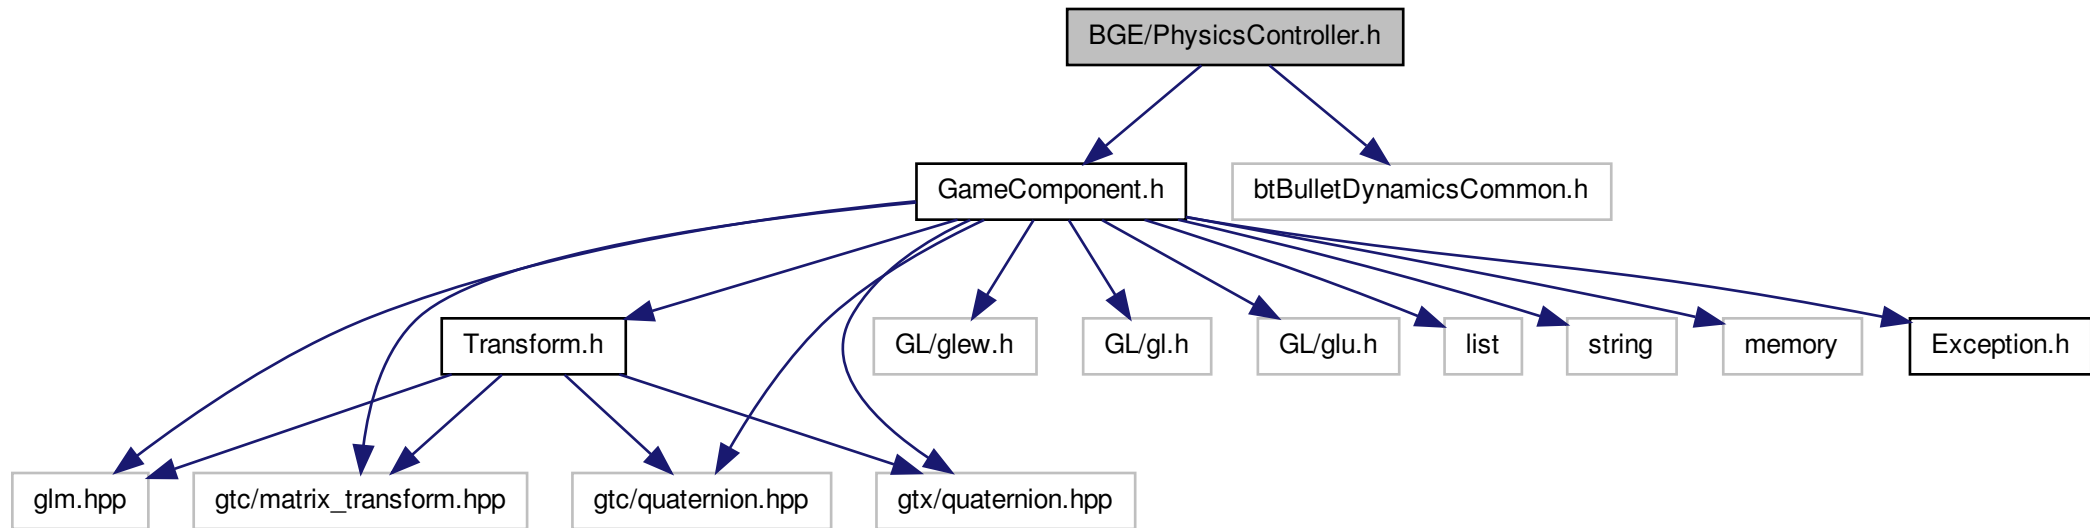 BGE/PhysicsController.h
GameComponent.h
btBulletDynamicsCommon.h
Transform.h
GL/glew.h
GL/gl.h
GL/glu.h
list
string
memory
Exception.h
glm.hpp
gtc/matrix_transform.hpp
gtc/quaternion.hpp
gtx/quaternion.hpp